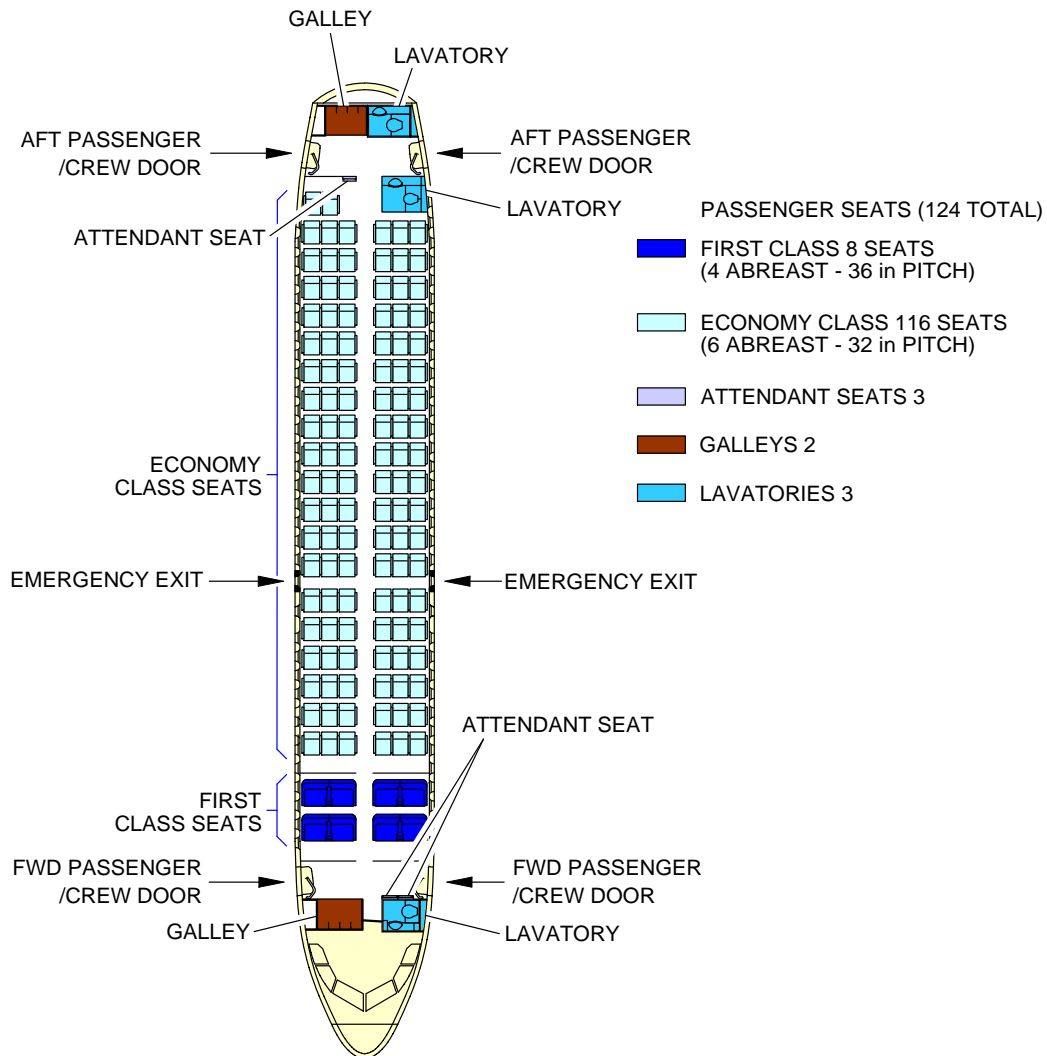 GALLEY
LAVATORY
AFT PASSENGER
/CREW DOOR
AFT PASSENGER
/CREW DOOR
ATTENDANT SEAT
LAVATORY
PASSENGER SEATS (124 TOTAL)
FIRST CLASS 8 SEATS
(4 ABREAST - 36 in PITCH)
ECONOMY CLASS 116 SEATS
(6 ABREAST - 32 in PITCH)
ATTENDANT SEATS 3
GALLEYS 2
LAVATORIES 3
ECONOMY
CLASS SEATS
EMERGENCY EXIT
EMERGENCY EXIT
ATTENDANT SEAT
FIRST
CLASS SEATS
FWD PASSENGER
/CREW DOOR
FWD PASSENGER
/CREW DOOR
GALLEY
LAVATORY